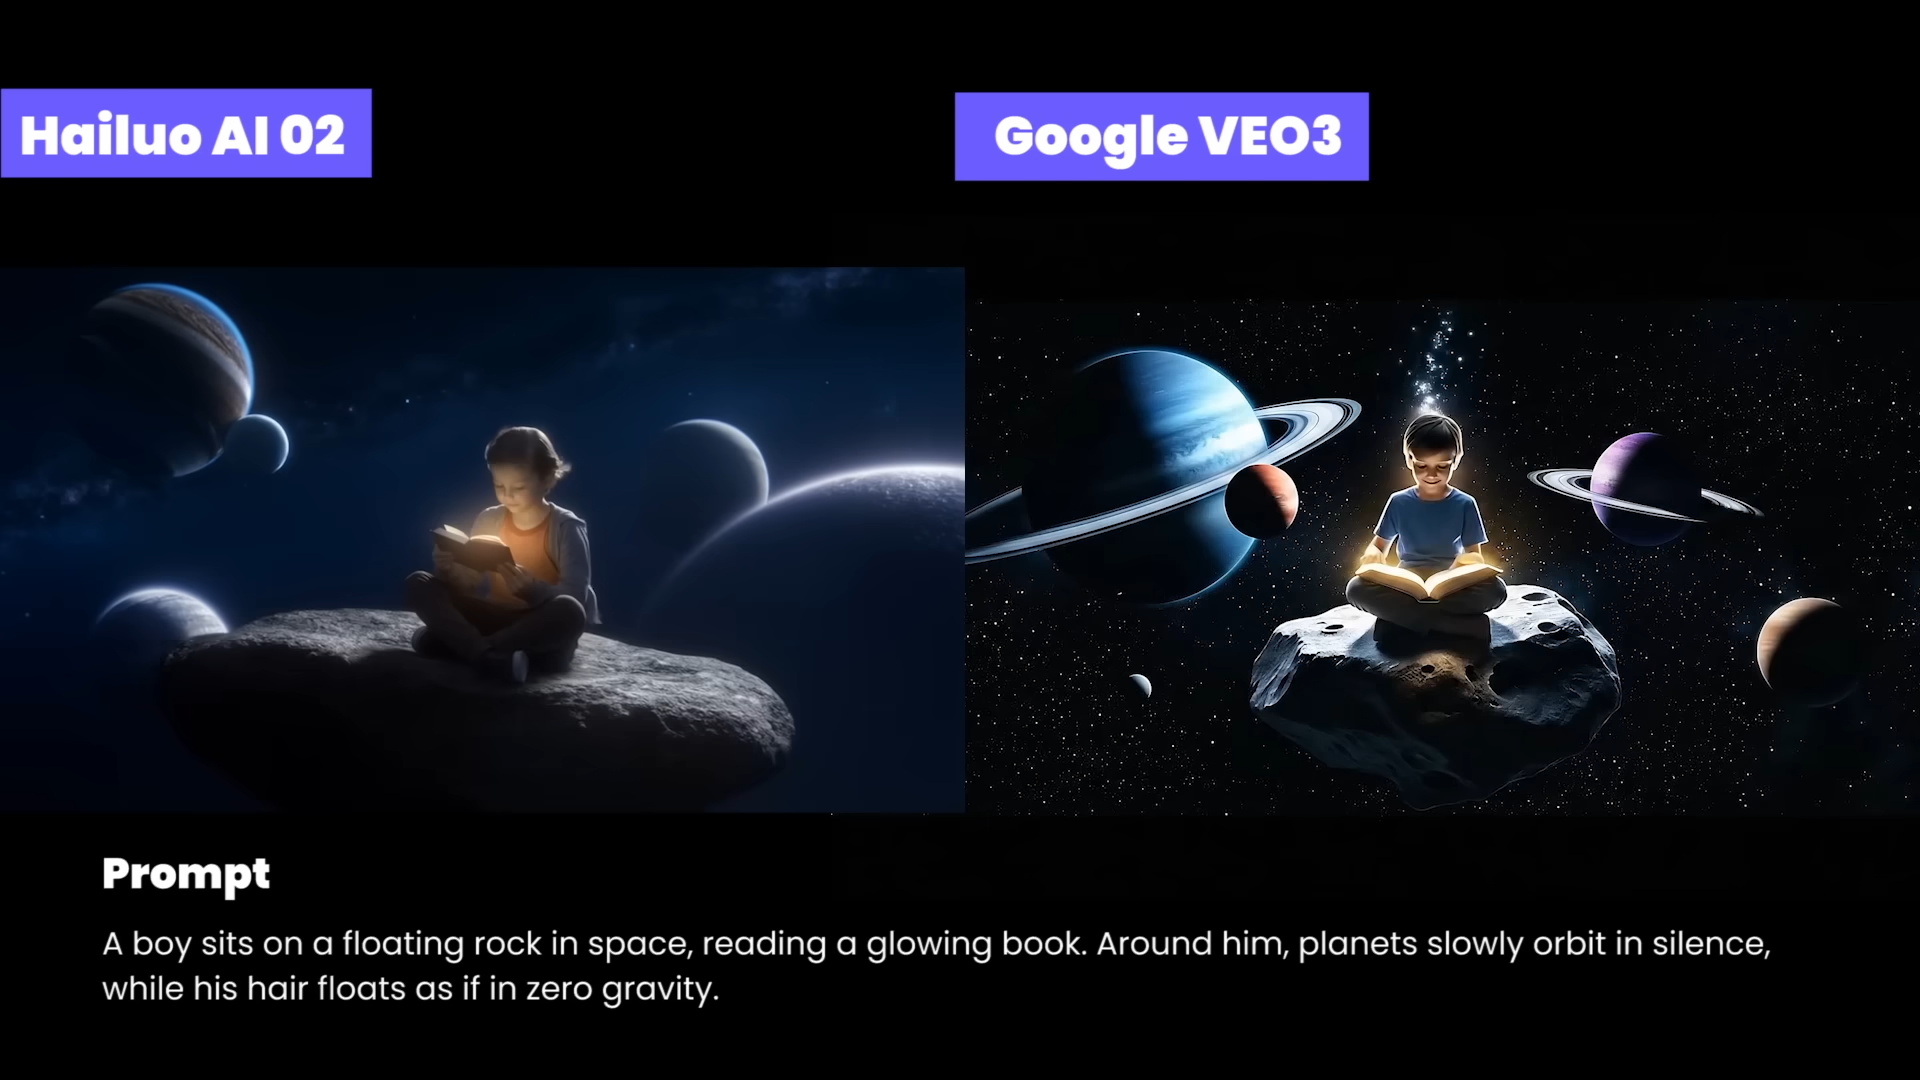 Hailuo AI 02
Google VEO3
Prompt
A boy sits on a floating rock in space, reading a glowing book. Around him, planets slowly orbit in silence,
while his hair floats as if in zero gravity.